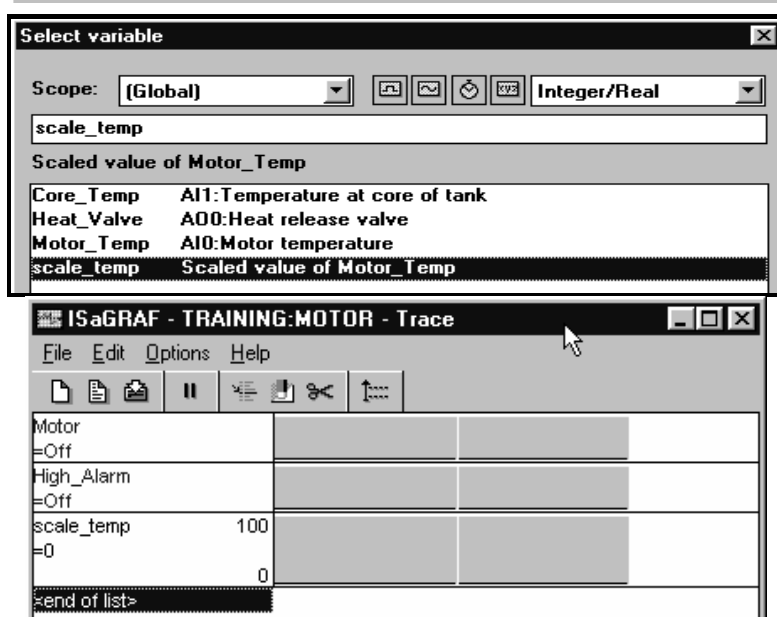 Select variable
Scope: (Global) xyz Integer/Real
scale_temp
Scaled value of Motor_Temp
Core_Temp AI1:Temperature at core of tank
Heat_Valve AO0:Heat release valve
Motor_Temp AI0:Motor temperature
scale_temp Scaled value of Motor_Temp
ISaGRAF - TRAINING:MOTOR - Trace
File Edit Options Help
Motor
=Off
High_Alarm
=Off
scale_temp 100
=0
0
<end of list>